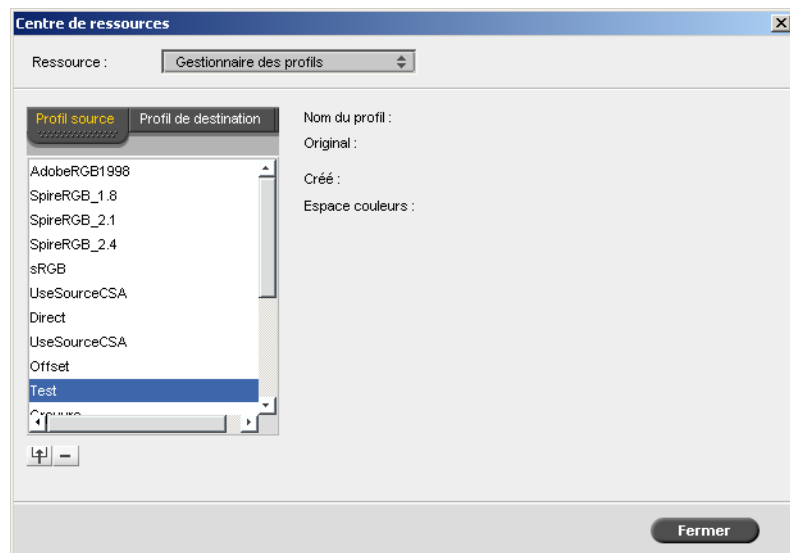 Centre de ressources
Ressource : Gestionnaire des profils
Profil source Profil de destination
AdobeRGB1998
SpireRGB_1.8
SpireRGB_2.1
SpireRGB_2.4
sRGB
UseSourceCSA
Direct
UseSourceCSA
Offset
Test
Nom du profil :
Original :
Créé :
Espace couleurs :
Fermer